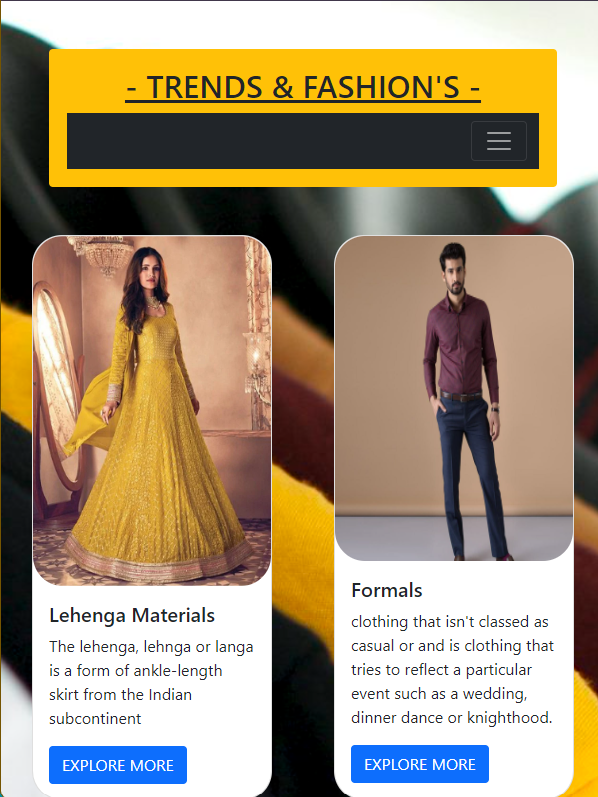 - TRENDS & FASHION'S -
Lehenga Materials
The lehenga, lehnga or langa
is a form of ankle-length
skirt from the Indian
subcontinent
EXPLORE MORE
Formals
clothing that isn't classed as
casual or and is clothing that
tries to reflect a particular
event such as a wedding,
dinner dance or knighthood.
EXPLORE MORE